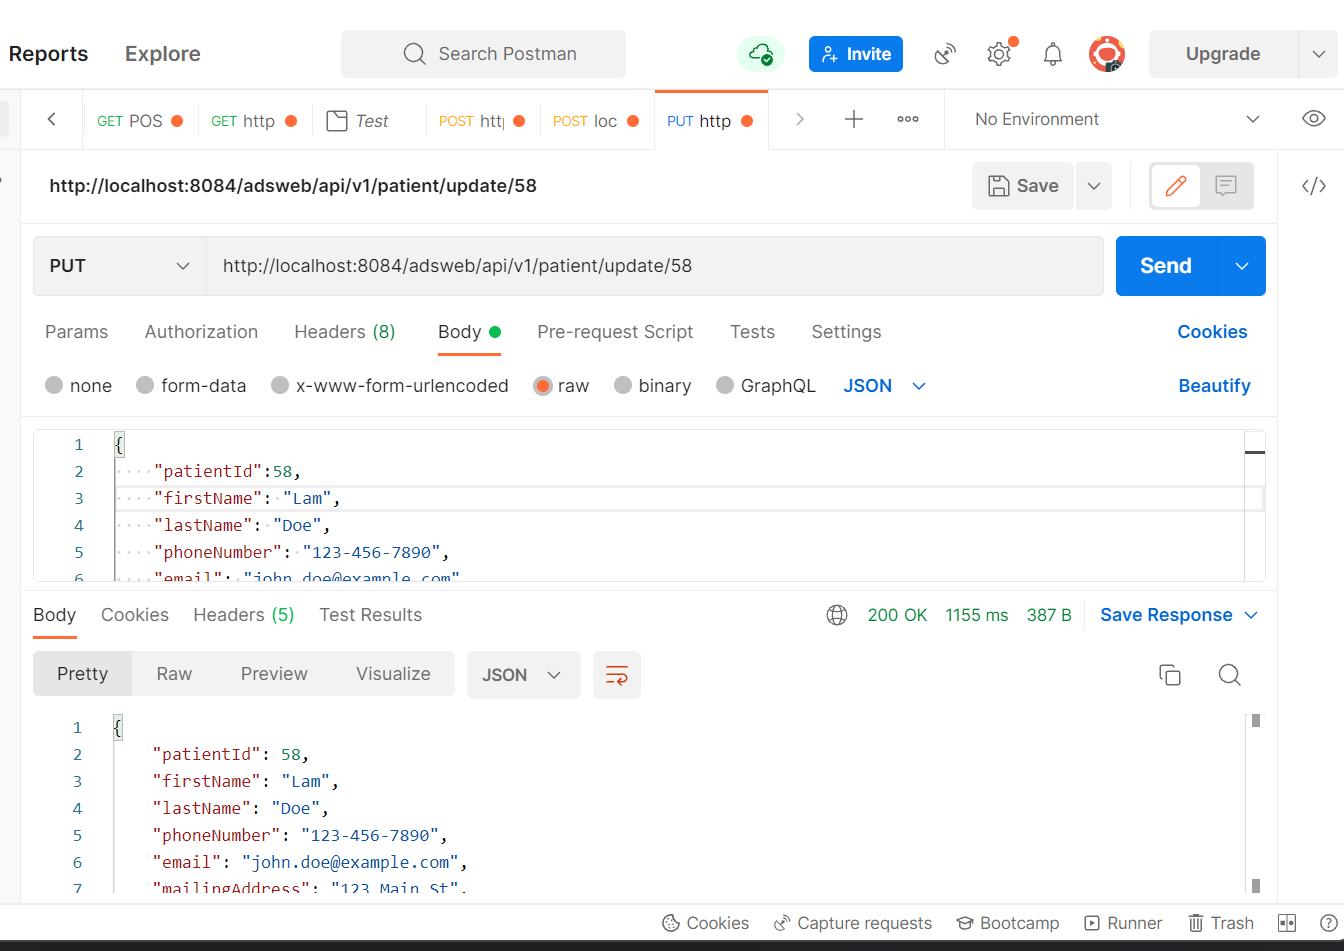 Reports Explore Search Postman Invite Upgrade
GET POS GET http Test POST htt POST loc PUT http No Environment
http://localhost:8084/adsweb/api/v1/patient/update/58 Save
PUT http://localhost:8084/adsweb/api/v1/patient/update/58 Send
Params Authorization Headers (8) Body Pre-request Script Tests Settings Cookies
none form-data x-www-form-urlencoded raw binary GraphQL JSON Beautify
1 {
2 "patientId":58,
3 "firstName": "Lam",
4 "lastName": "Doe",
5 "phoneNumber": "123-456-7890",
6 "email": "john.doe@example.com"
Body Cookies Headers (5) Test Results 200 OK 1155 ms 387 B Save Response
Pretty Raw Preview Visualize JSON
1 {
2 "patientId": 58,
3 "firstName": "Lam",
4 "lastName": "Doe",
5 "phoneNumber": "123-456-7890",
6 "email": "john.doe@example.com",
7 "mailingAddress": "123 Main St",
Cookies Capture requests Bootcamp Runner Trash